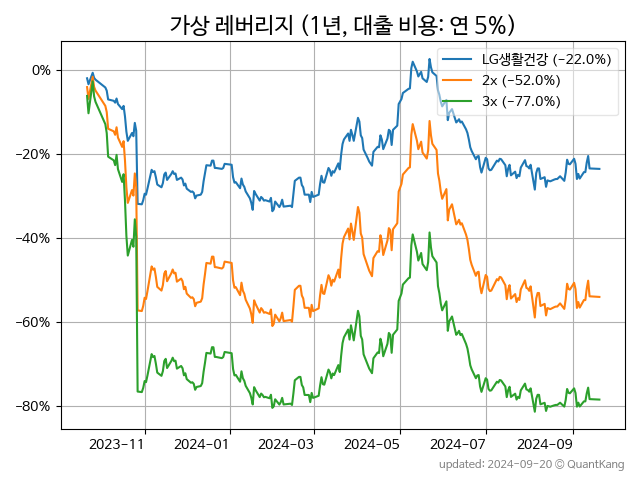 가상 레버리지 (1년, 대출 비용: 연 5%)
LG생활건강 (−22.0%)
2x (−52.0%)
3x (−77.0%)
0%
−20%
−40%
−60%
−80%
2023−11 2024−01 2024−03 2024−05 2024−07 2024−09
updated: 2024-09-20 © QuantKang